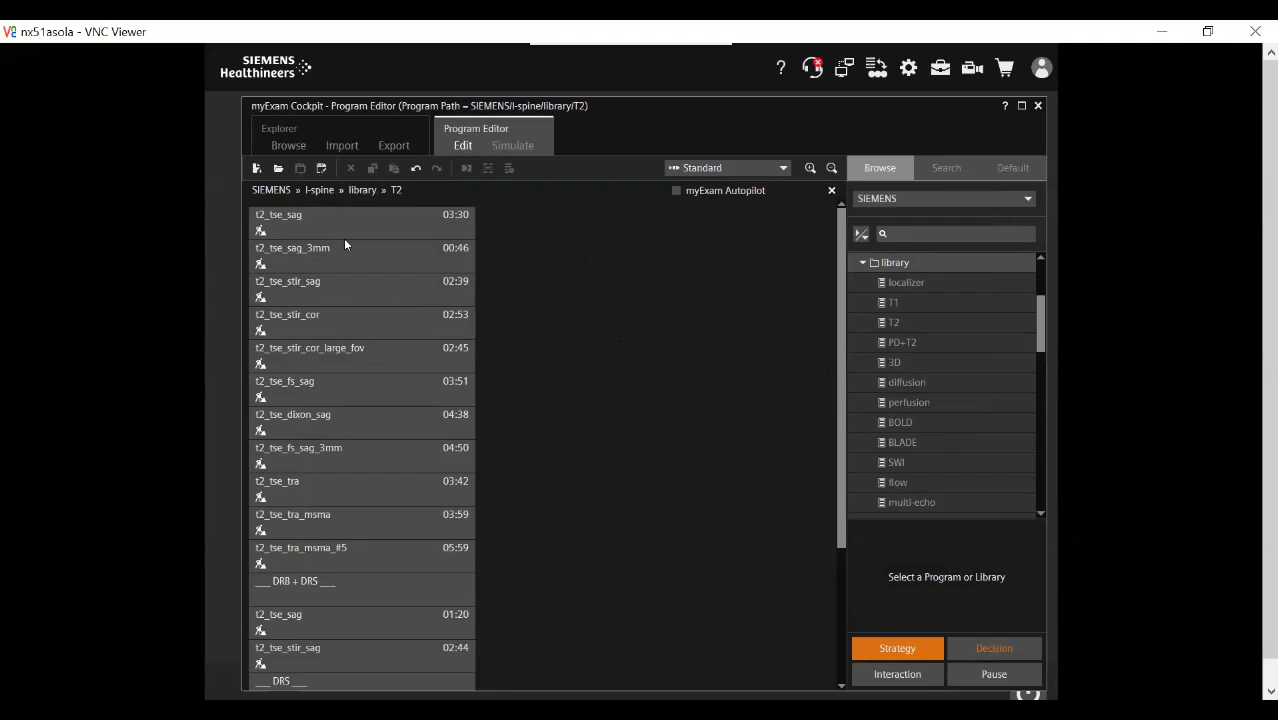 nx51asola - VNC Viewer
SIEMENS
Healthineers
?
myExam Cockpit - Program Editor (Program Path – SIEMENS/l-spine/library/T2)
?
Explorer
Program Editor
Browse Import Export
Edit Simulate
Standard
Browse Search Default
SIEMENS » l-spine » library » T2
myExam Autopilot
SIEMENS
t2_tse_sag 03:30
t2_tse_sag_3mm 00:46
t2_tse_stir_sag 02:39
t2_tse_stir_cor 02:53
t2_tse_stir_cor_large_fov 02:45
t2_tse_fs_sag 03:51
t2_tse_dixon_sag 04:38
t2_tse_fs_sag_3mm 04:50
t2_tse_tra 03:42
t2_tse_tra_msma 03:59
t2_tse_tra_msma_#5 05:59
___ DRB + DRS ___
t2_tse_sag 01:20
t2_tse_stir_sag 02:44
___ DRS ___
library
localizer
T1
T2
PD+T2
3D
diffusion
perfusion
BOLD
BLADE
SWI
flow
multi-echo
Select a Program or Library
Strategy Decision
Interaction Pause